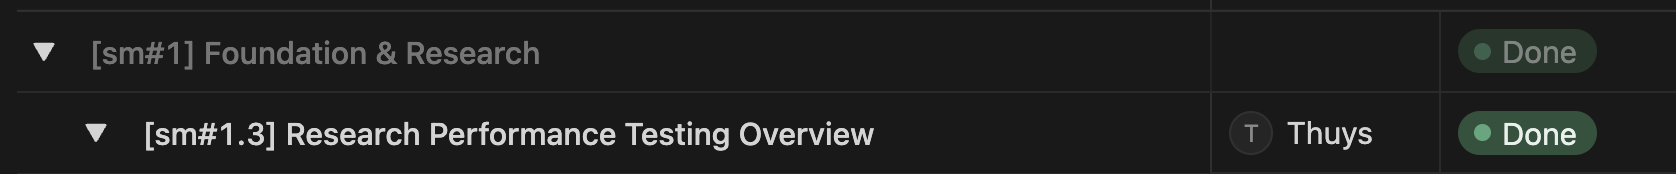 [sm#1] Foundation & Research Done
[sm#1.3] Research Performance Testing Overview T Thuys Done